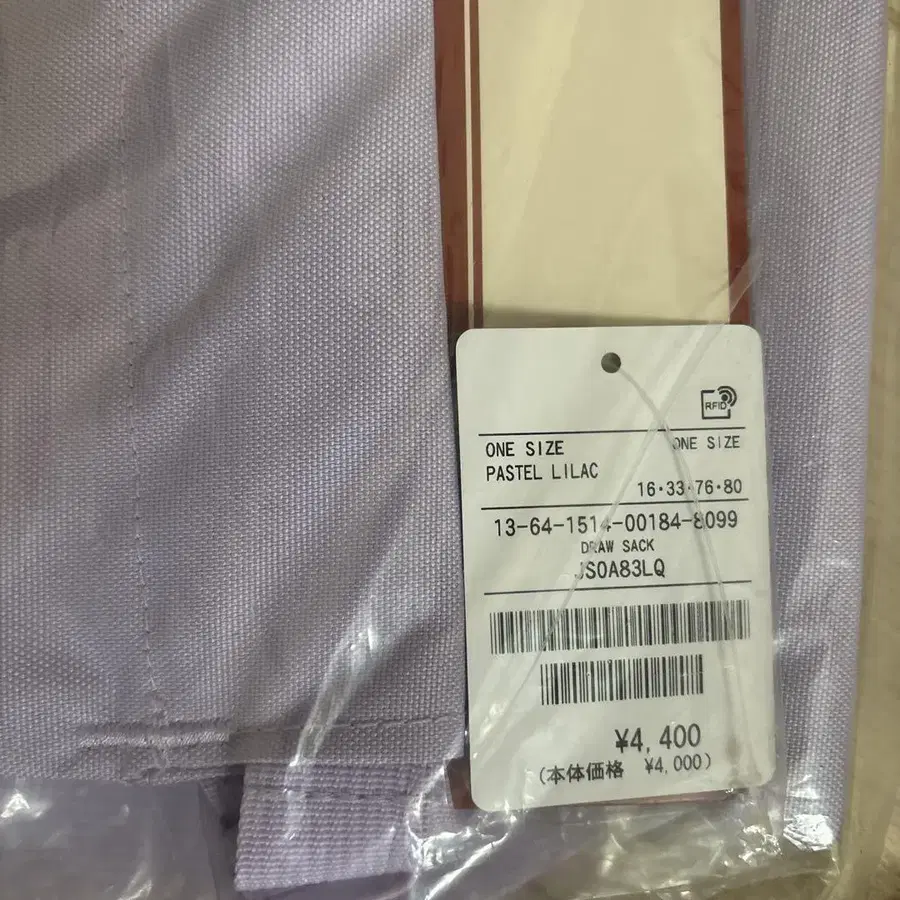 RFID
ONE SIZE ONE SIZE
PASTEL LILAC
16・33・76・80
13-64-1514-00184-8099
DRAW SACK
JS0A83LQ
¥4,400
(本体価格 ¥4,000)